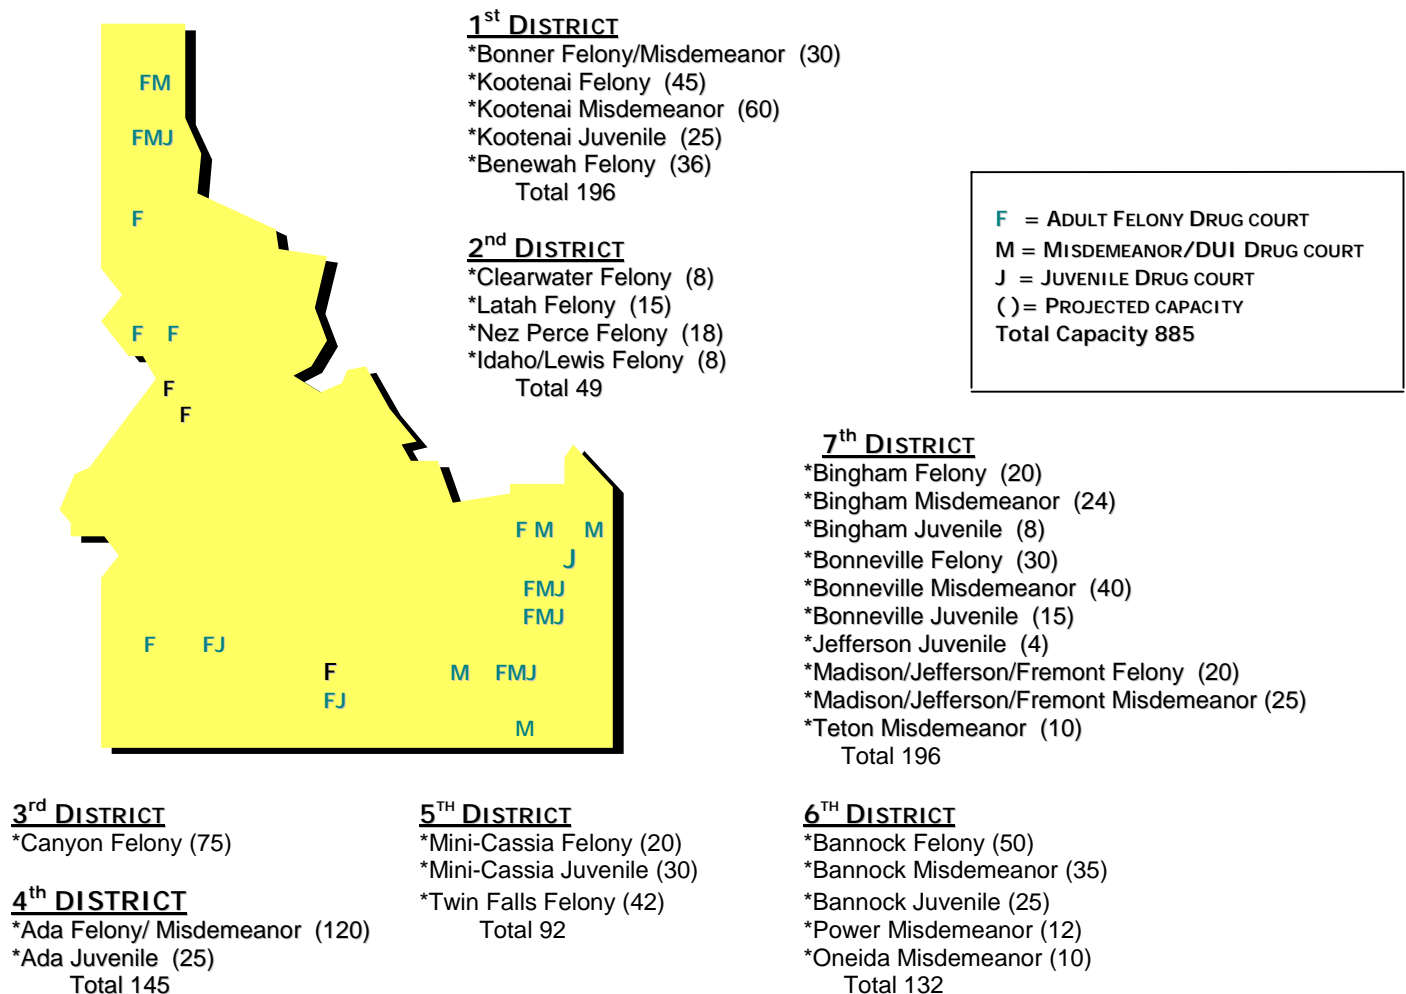 1st DISTRICT
*Bonner Felony/Misdemeanor (30)
*Kootenai Felony (45)
*Kootenai Misdemeanor (60)
*Kootenai Juvenile (25)
*Benewah Felony (36)
Total 196
2nd DISTRICT
*Clearwater Felony (8)
*Latah Felony (15)
*Nez Perce Felony (18)
*Idaho/Lewis Felony (8)
Total 49
FM
FMJ
F
F F
F
F
F M M
J
FMJ
FMJ
F FJ
F M FMJ
FJ
M
F = ADULT FELONY DRUG COURT
M = MISDEMEANOR/DUI DRUG COURT
J = JUVENILE DRUG COURT
( )= PROJECTED CAPACITY
Total Capacity 885
7th DISTRICT
*Bingham Felony (20)
*Bingham Misdemeanor (24)
*Bingham Juvenile (8)
*Bonneville Felony (30)
*Bonneville Misdemeanor (40)
*Bonneville Juvenile (15)
*Jefferson Juvenile (4)
*Madison/Jefferson/Fremont Felony (20)
*Madison/Jefferson/Fremont Misdemeanor (25)
*Teton Misdemeanor (10)
Total 196
3rd DISTRICT
*Canyon Felony (75)
4th DISTRICT
*Ada Felony/ Misdemeanor (120)
*Ada Juvenile (25)
Total 145
5TH DISTRICT
*Mini-Cassia Felony (20)
*Mini-Cassia Juvenile (30)
*Twin Falls Felony (42)
Total 92
6TH DISTRICT
*Bannock Felony (50)
*Bannock Misdemeanor (35)
*Bannock Juvenile (25)
*Power Misdemeanor (12)
*Oneida Misdemeanor (10)
Total 132